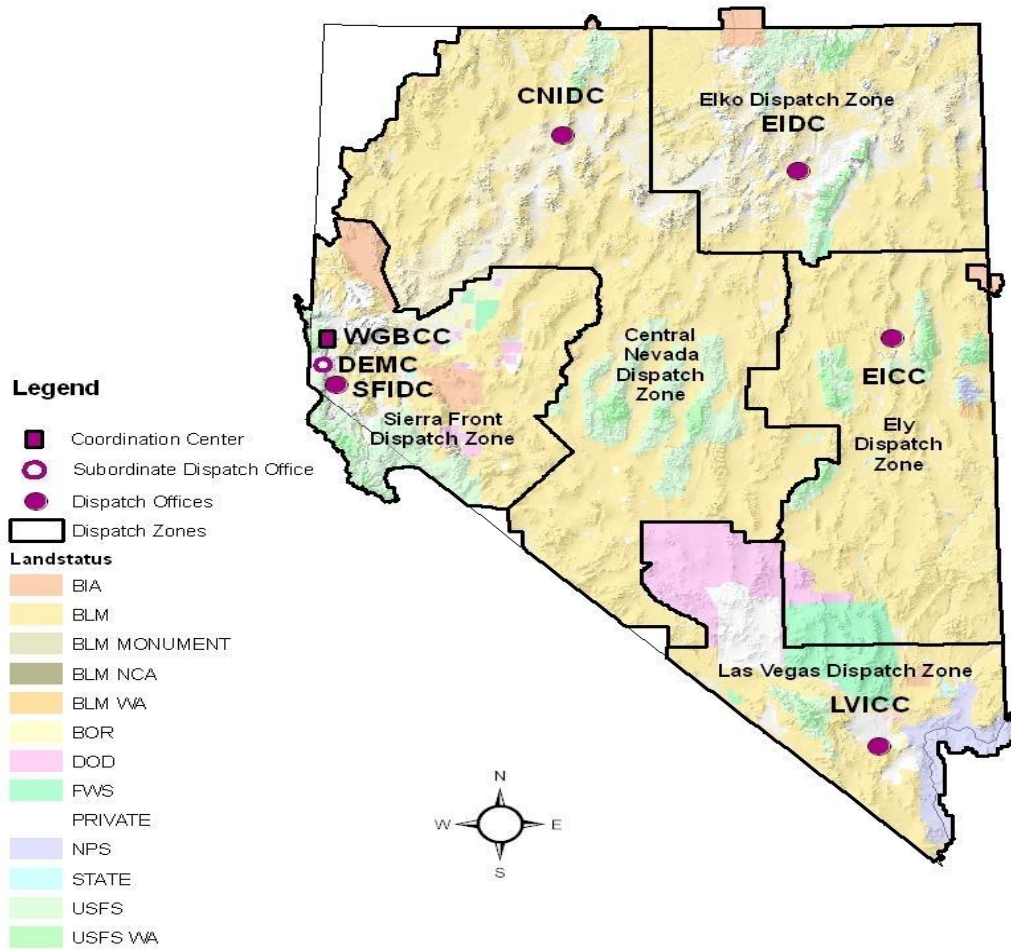 CNIDC
Elko Dispatch Zone
EIDC
WGBCC
DEMC
SFIDC
Sierra Front
Dispatch Zone
Central
Nevada
Dispatch
Zone
EICC
Ely
Dispatch
Zone
Las Vegas Dispatch Zone
LVICC
Legend
Coordination Center
Subordinate Dispatch Office
Dispatch Offices
Dispatch Zones
Landstatus
BIA
BLM
BLM MONUMENT
BLM NCA
BLM WA
BOR
DOD
FWS
PRIVATE
NPS
STATE
USFS
USFS WA
N
W E
S